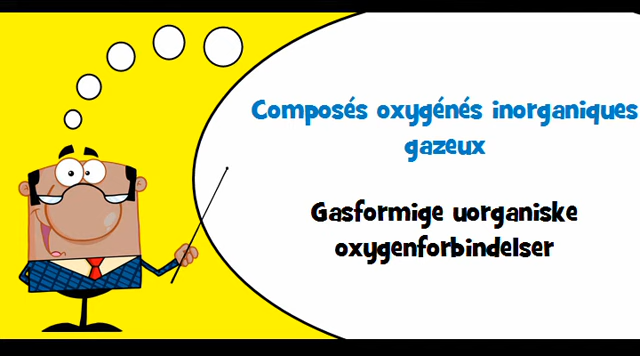 Composés oxygénés inorganiques
gazeux
Gasformige uorganiske
oxygenforbindelser